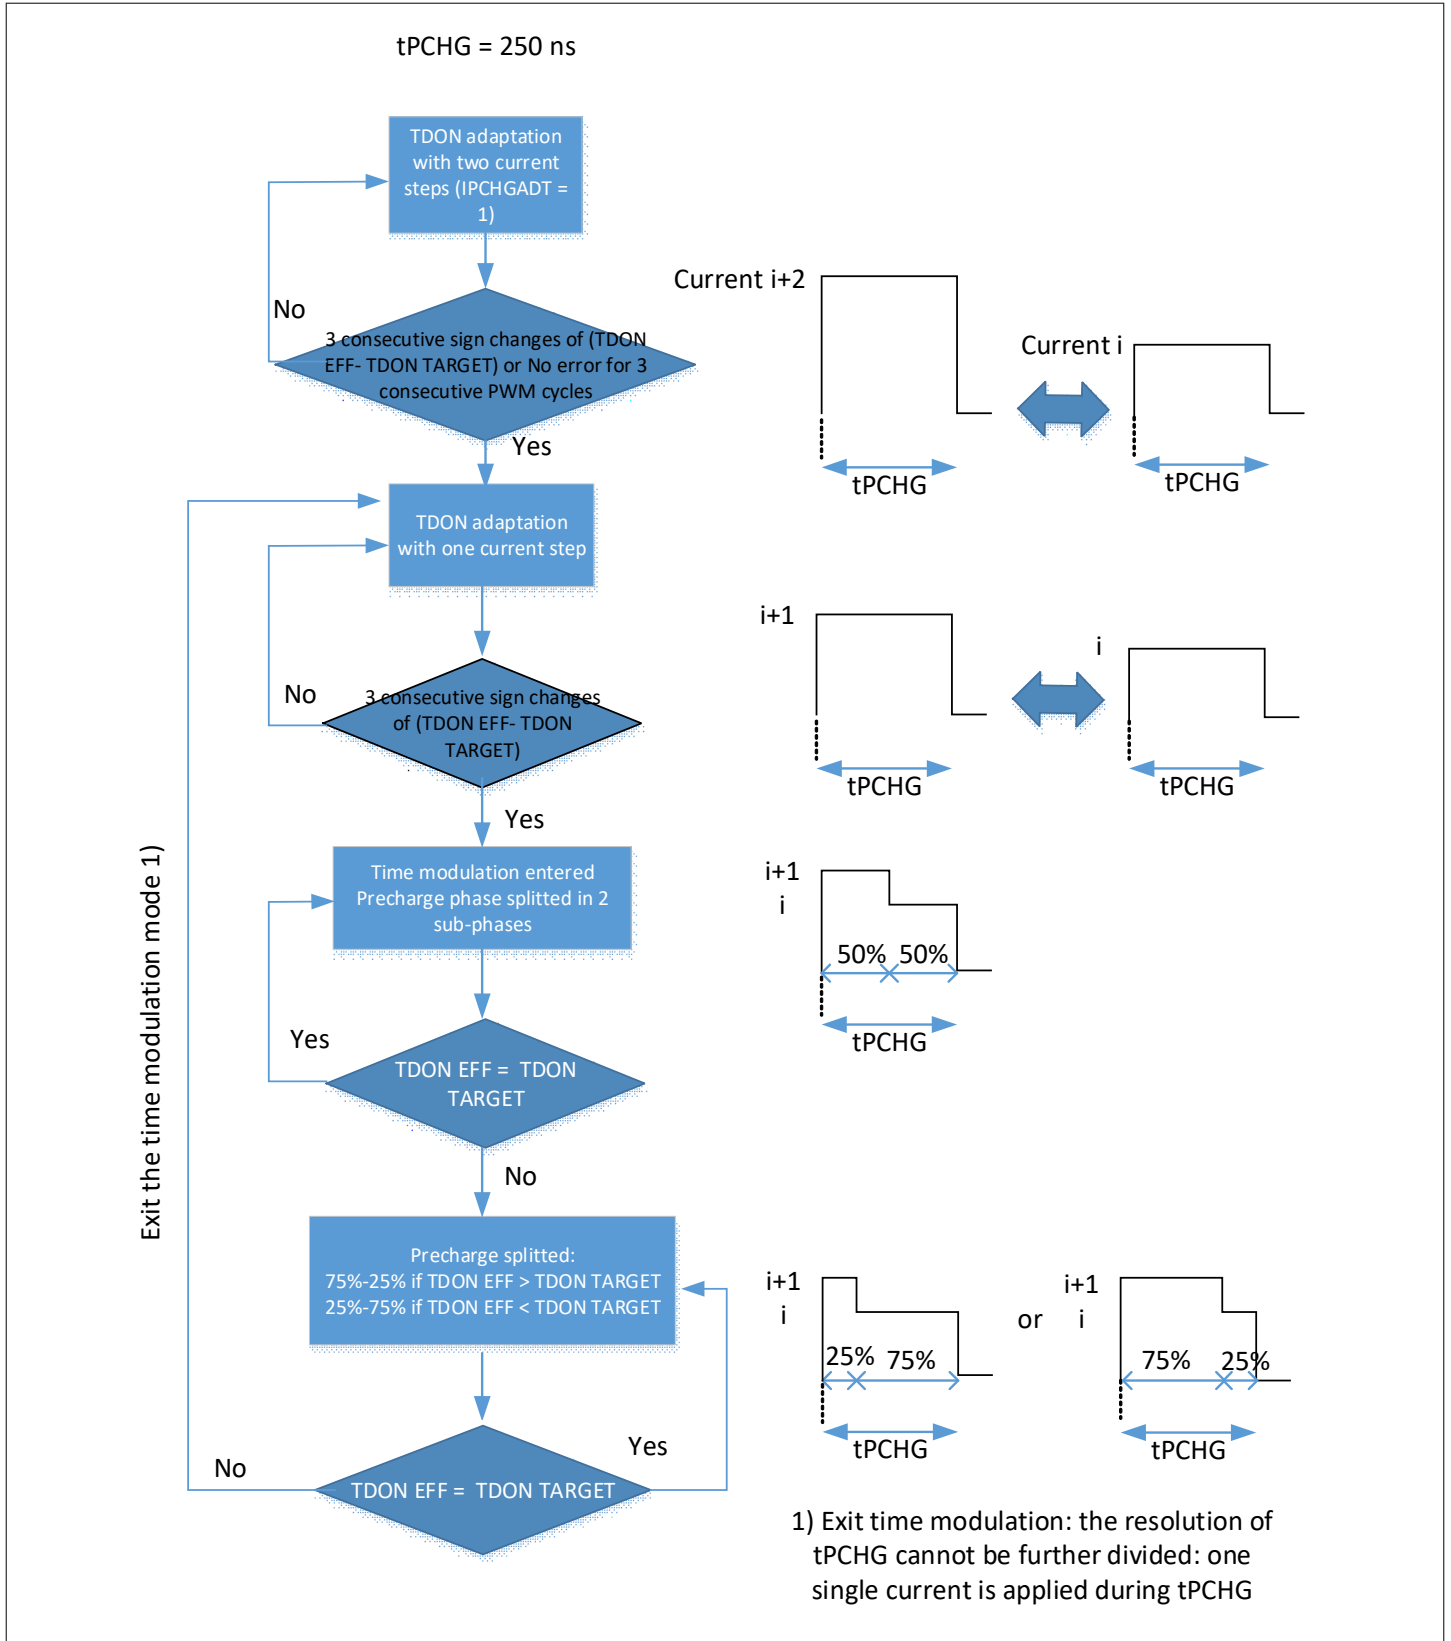 tPCHG = 250 ns
TDON adaptation
with two current
steps (IPCHGADT =
1)
No
3 consecutive sign changes of (TDON
EFF- TDON TARGET) or No error for 3
consecutive PWM cycles
Yes
Current i+2
Current i
tPCHG
tPCHG
TDON adaptation
with one current step
No
3 consecutive sign changes
of (TDON EFF- TDON
TARGET)
Yes
i+1
i
tPCHG
tPCHG
Time modulation entered
Precharge phase splitted in 2
sub-phases
i+1
i
50% 50%
tPCHG
Yes
TDON EFF = TDON
TARGET
No
Exit the time modulation mode 1)
Precharge splitted:
75%-25% if TDON EFF > TDON TARGET
25%-75% if TDON EFF < TDON TARGET
i+1
i
25% 75%
tPCHG
or
i+1
i
75% 25%
tPCHG
No
TDON EFF = TDON TARGET
Yes
1) Exit time modulation: the resolution of
tPCHG cannot be further divided: one
single current is applied during tPCHG